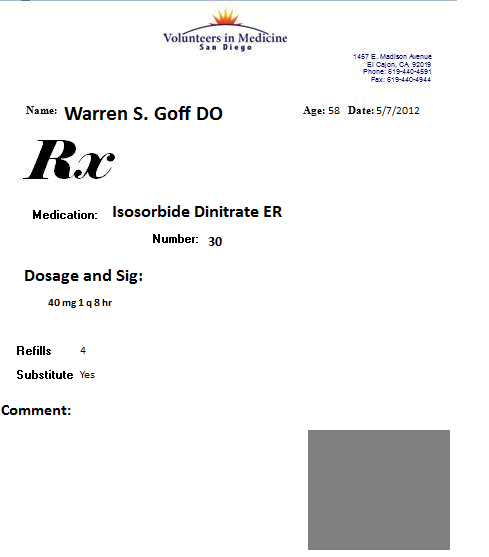 Volunteers in Medicine
San Diego
1457 E. Madison Avenue
El Cajon, CA 92019
Phone: 619-440-4591
Fax: 619-440-4944
Name: Warren S. Goff DO Age: 58 Date: 5/7/2012
Rx
Medication: Isosorbide Dinitrate ER
Number: 30
Dosage and Sig:
40 mg 1 q 8 hr
Refills 4
Substitute Yes
Comment: